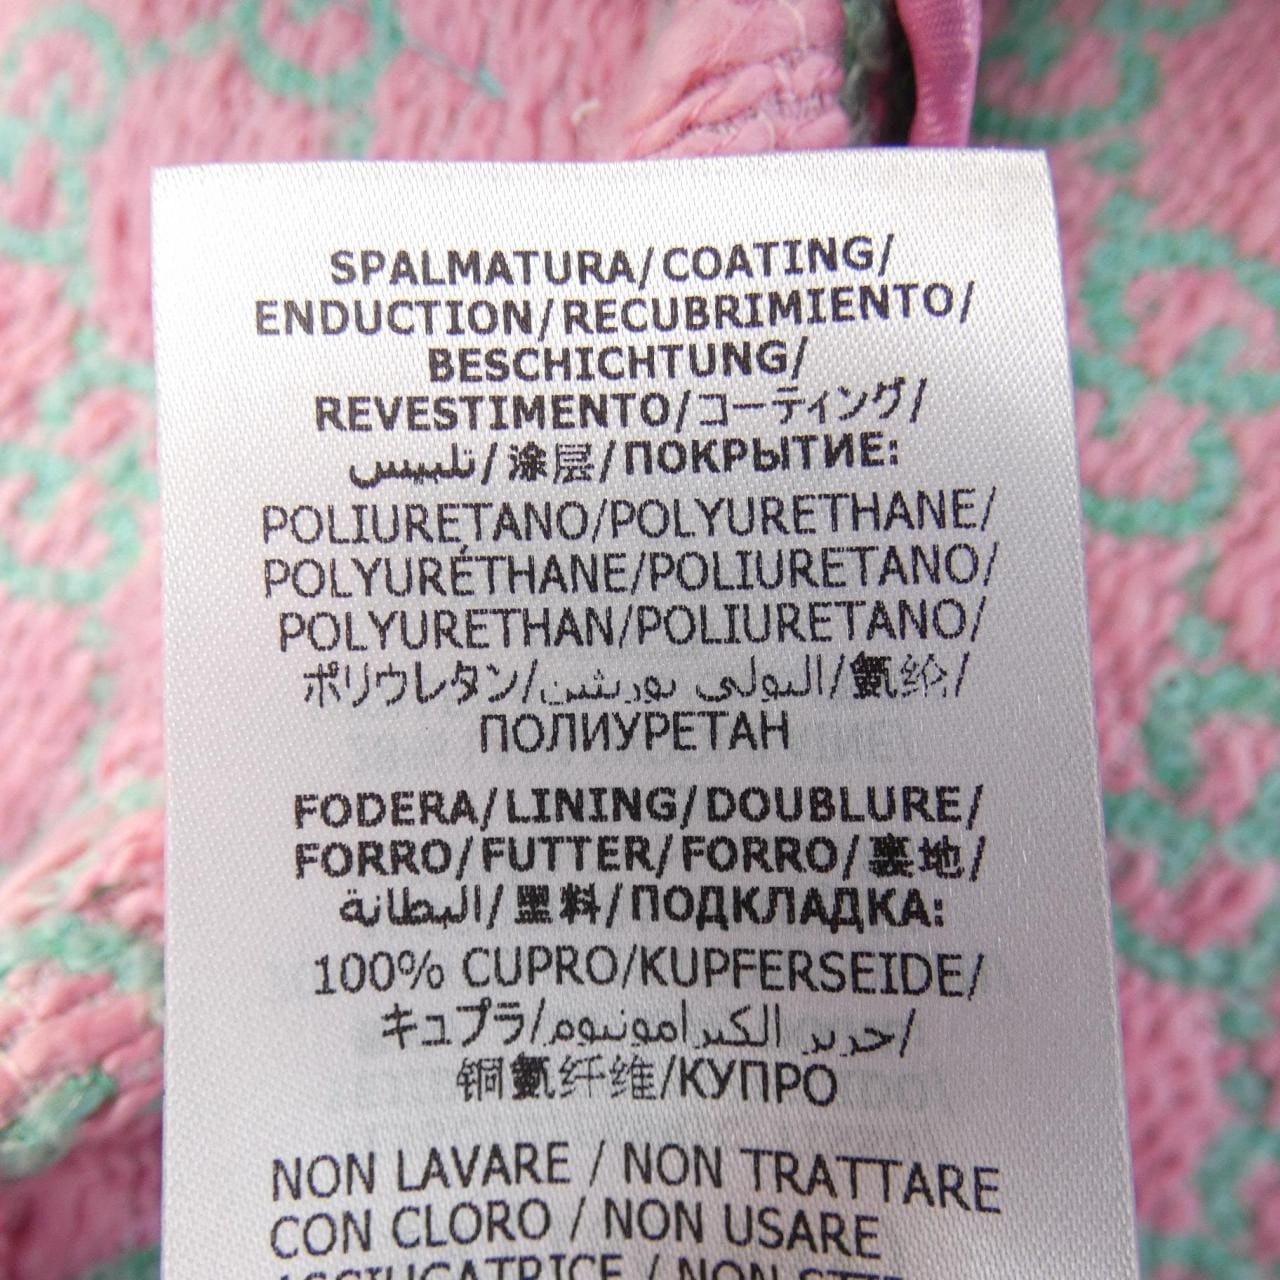 SPALMATURA/COATING/
ENDUCTION/RECUBRIMIENTO/
BESCHICHTUNG/
REVESTIMENTO/コーティング/
تلبيس/涂层/ПОКРЫТИЕ:
POLIURETANO/POLYURETHANE/
POLYURÉTHANE/POLIURETANO/
POLYURETHAN/POLIURETANO/
ポリウレタン/البولي يوريثين/氨纶/
ПОЛИУРЕТАН
FODERA/LINING/DOUBLURE/
FORRO/FUTTER/FORRO/裏地/
البطانة/里料/ПОДКЛАДКА:
100% CUPRO/KUPFERSEIDE/
キュプラ/حرير الكبرامونيوم/
铜氨纤维/КУПРО
NON LAVARE / NON TRATTARE
CON CLORO / NON USARE
ASCIUGATRICE / NON